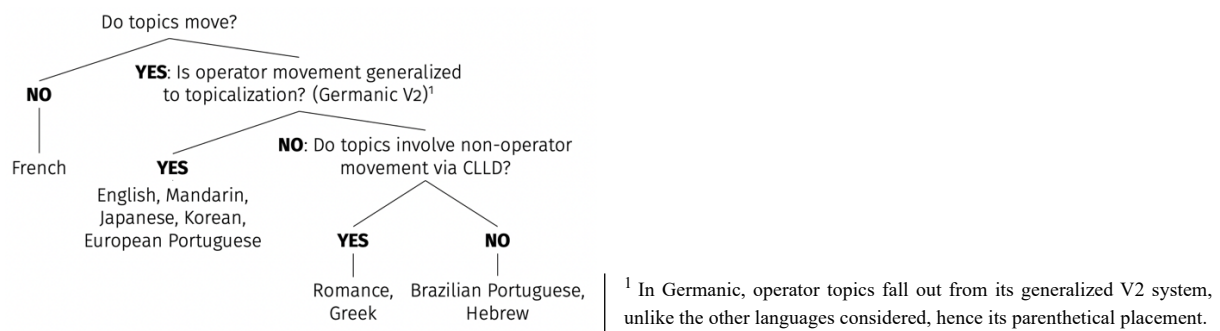 Do topics move?
YES: Is operator movement generalized
to topicalization? (Germanic V2)¹
NO
NO: Do topics involve non-operator
movement via CLLD?
French
YES
English, Mandarin,
Japanese, Korean,
European Portuguese
YES
NO
Romance,
Greek
Brazilian Portuguese,
Hebrew
¹ In Germanic, operator topics fall out from its generalized V2 system,
unlike the other languages considered, hence its parenthetical placement.